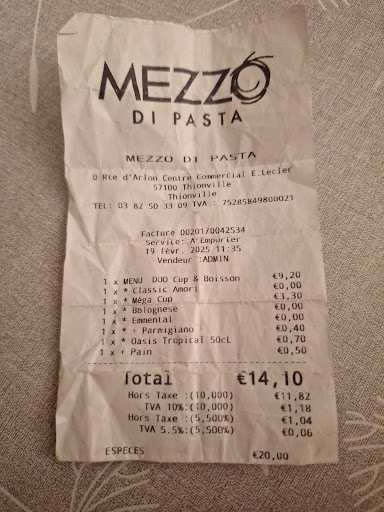 MEZZO
DI PASTA
MEZZO DI PASTA
0 Rte d'Arlon Centre Commercial E.Lecler
57100 Thionville
Thionville
TEL: 03 82 50 33 09 TVA : 75285849800021
Facture 00201/0042534
Service: A Emporter
19 févr. 2025 11:35
Vendeur :ADMIN
1 x MENU DUO Cup & Boisson €9,20
1 x * Classic Amori €0,00
1 x * Méga Cup €3,30
1 x * Bolognese €0,00
1 x * Emmental €0,00
1 x * + Parmigiano €0,40
1 x * Oasis Tropical 50cL €0,70
1 x + Pain €0,50
Total €14,10
Hors Taxe :(10,000) €11,82
TVA 10%:(10,000) €1,18
Hors Taxe :(5,500%) €1,04
TVA 5.5%:(5,500%) €0,06
ESPECES €20,00